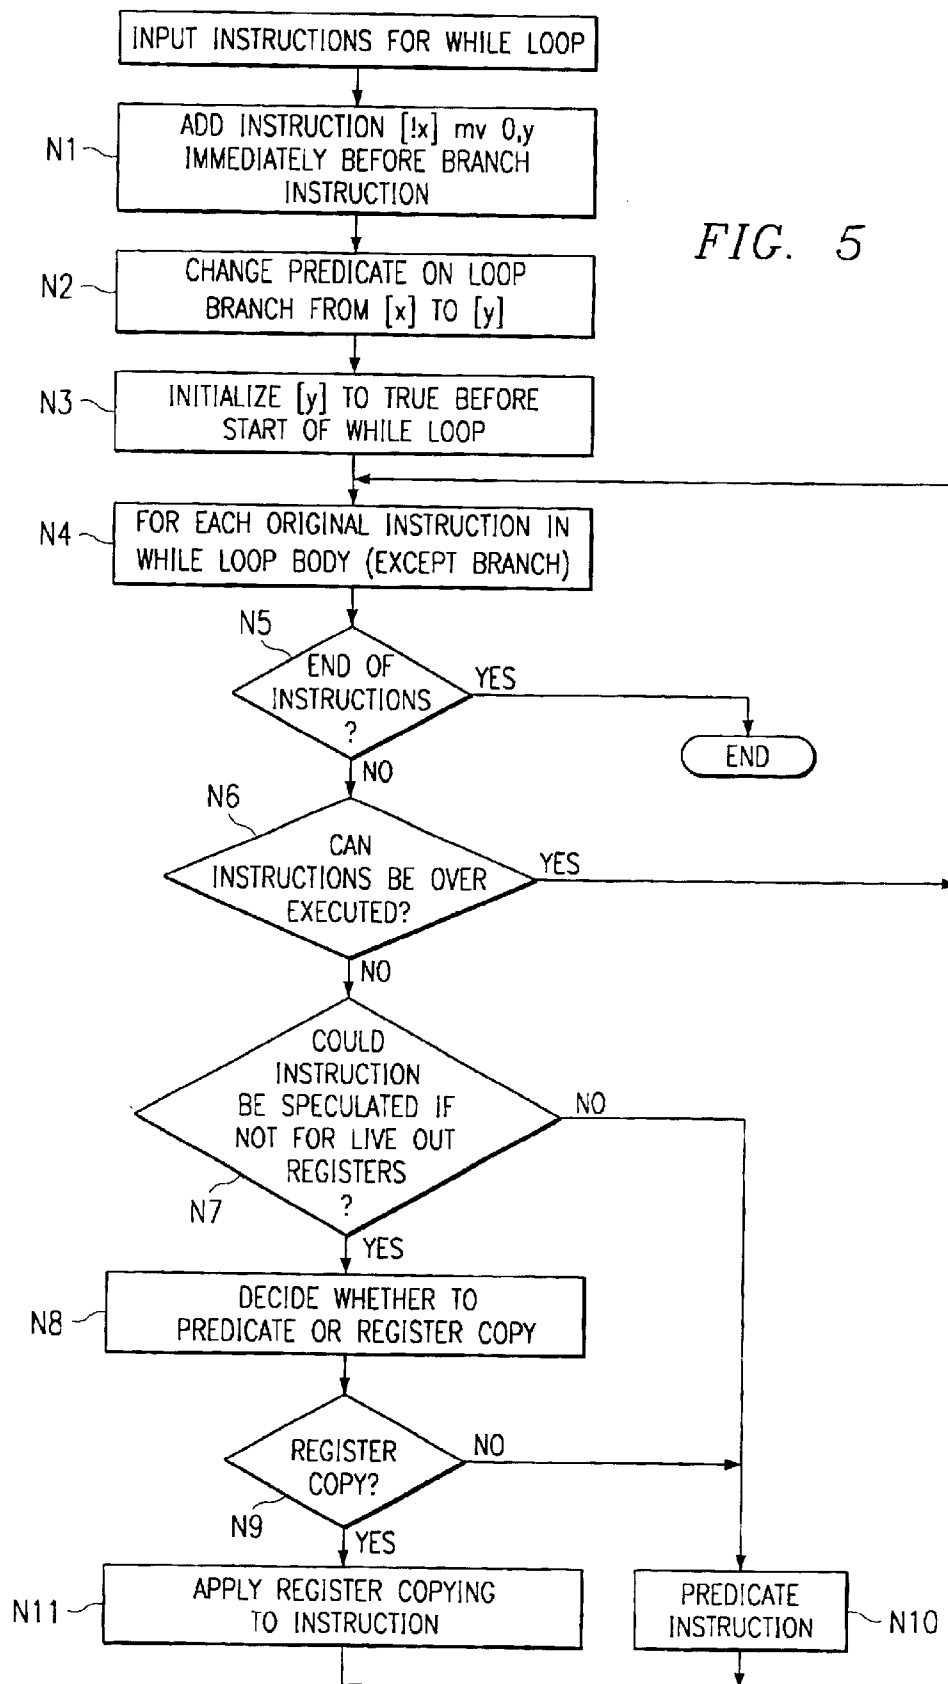 INPUT INSTRUCTIONS FOR WHILE LOOP
N1
ADD INSTRUCTION [!x] mv 0,y
IMMEDIATELY BEFORE BRANCH
INSTRUCTION
FIG. 5
N2
CHANGE PREDICATE ON LOOP
BRANCH FROM [x] TO [y]
N3
INITIALIZE [y] TO TRUE BEFORE
START OF WHILE LOOP
N4
FOR EACH ORIGINAL INSTRUCTION IN
WHILE LOOP BODY (EXCEPT BRANCH)
N5
END OF
INSTRUCTIONS
?
YES
END
NO
N6
CAN
INSTRUCTIONS BE OVER
EXECUTED?
YES
NO
COULD
INSTRUCTION
BE SPECULATED IF
NOT FOR LIVE OUT
REGISTERS
?
N7
NO
YES
N8
DECIDE WHETHER TO
PREDICATE OR REGISTER COPY
REGISTER
COPY?
N9
NO
YES
N11
APPLY REGISTER COPYING
TO INSTRUCTION
PREDICATE
INSTRUCTION
N10